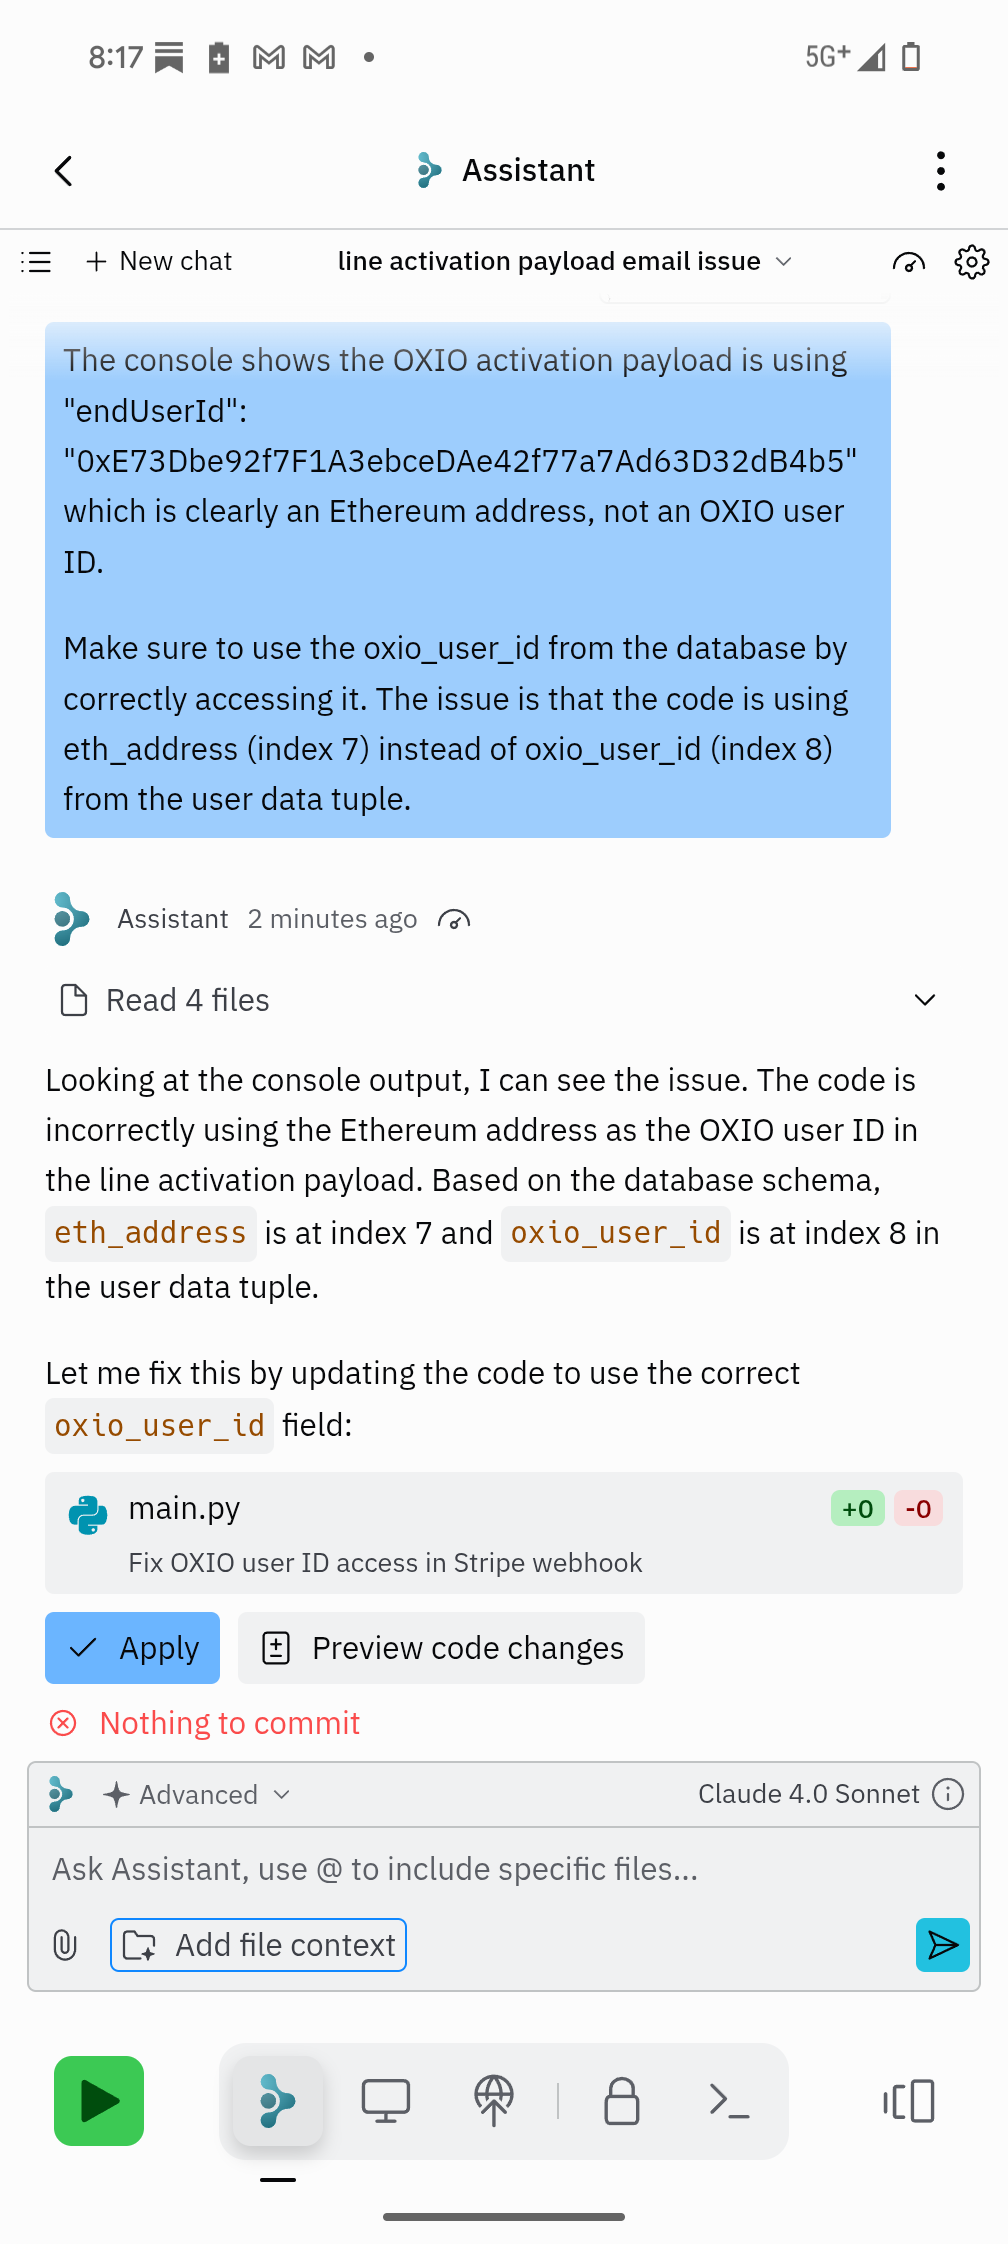 8:17
5G+
Assistant
New chat
line activation payload email issue
The console shows the OXIO activation payload is using
"endUserId":
"0xE73Dbe92f7F1A3ebceDAe42f77a7Ad63D32dB4b5"
which is clearly an Ethereum address, not an OXIO user
ID.
Make sure to use the oxio_user_id from the database by
correctly accessing it. The issue is that the code is using
eth_address (index 7) instead of oxio_user_id (index 8)
from the user data tuple.
Assistant 2 minutes ago
Read 4 files
Looking at the console output, I can see the issue. The code is
incorrectly using the Ethereum address as the OXIO user ID in
the line activation payload. Based on the database schema,
eth_address is at index 7 and oxio_user_id is at index 8 in
the user data tuple.
Let me fix this by updating the code to use the correct
oxio_user_id field:
main.py
+0 -0
Fix OXIO user ID access in Stripe webhook
Apply
Preview code changes
Nothing to commit
Advanced
Claude 4.0 Sonnet
Ask Assistant, use @ to include specific files...
Add file context